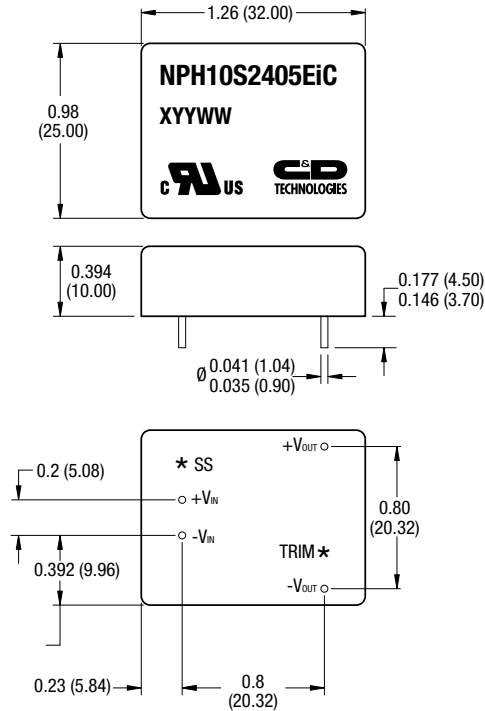 1.26 (32.00)
NPH10S2405EiC
XYYWW
0.98
(25.00)
C RU US
C&D
TECHNOLOGIES
0.394
(10.00)
0.177 (4.50)
0.146 (3.70)
Ø 0.041 (1.04)
0.035 (0.90)
+VOUT
* SS
0.2 (5.08)
+VIN
0.80
(20.32)
-VIN
TRIM *
0.392 (9.96)
-VOUT
0.23 (5.84)
0.8
(20.32)